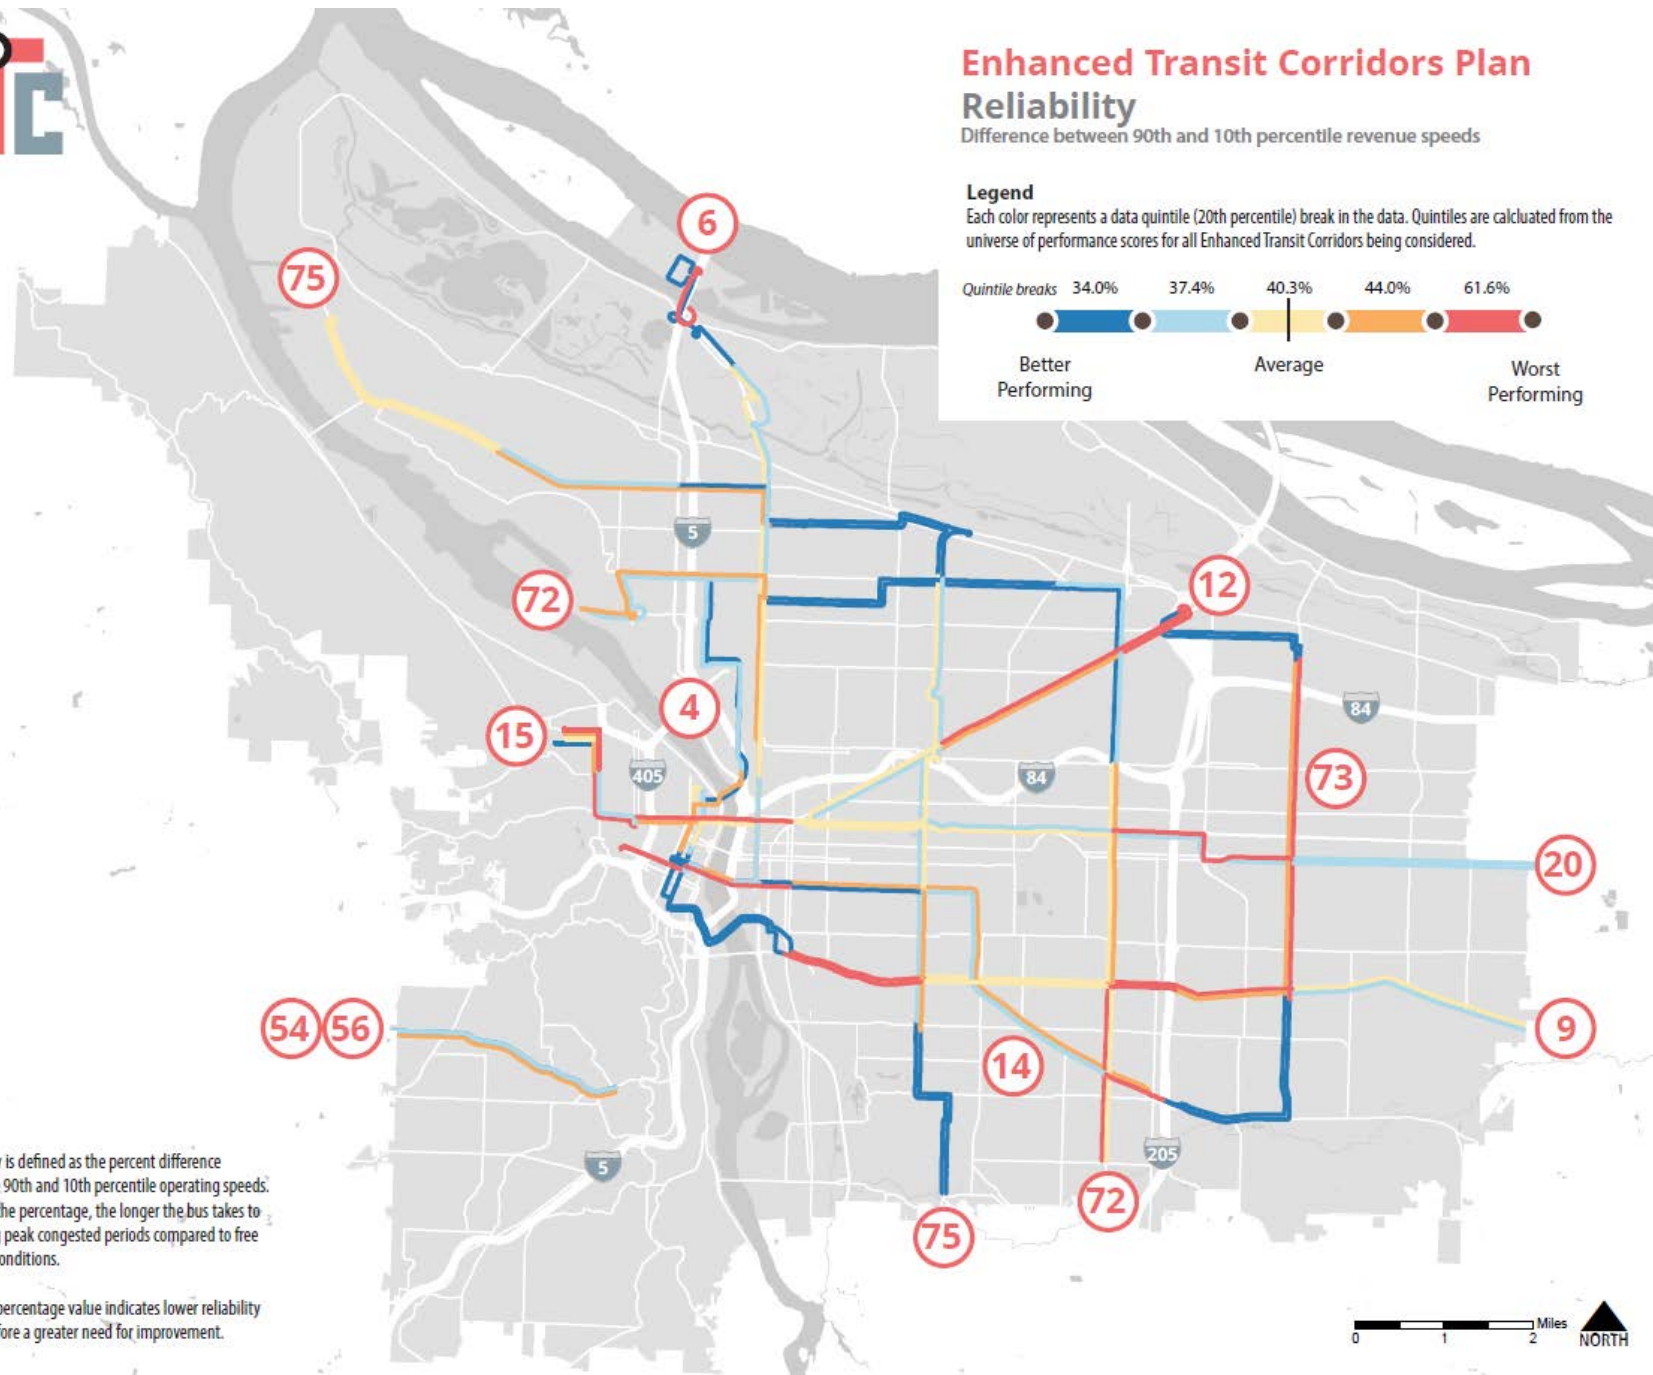 C
Enhanced Transit Corridors Plan
Reliability
Difference between 90th and 10th percentile revenue speeds
Legend
Each color represents a data quintile (20th percentile) break in the data. Quintiles are calcluated from the
universe of performance scores for all Enhanced Transit Corridors being considered.
Quintile breaks 34.0% 37.4% 40.3% 44.0% 61.6%
Better Performing
Average
Worst Performing
6
75
5
72
12
4
15
84
405
84
73
20
54 56
9
14
5
205
72
75
is defined as the percent difference
90th and 10th percentile operating speeds.
the percentage, the longer the bus takes to
peak congested periods compared to free
onditions.
percentage value indicates lower reliability
fore a greater need for improvement.
Miles
0 1 2
NORTH